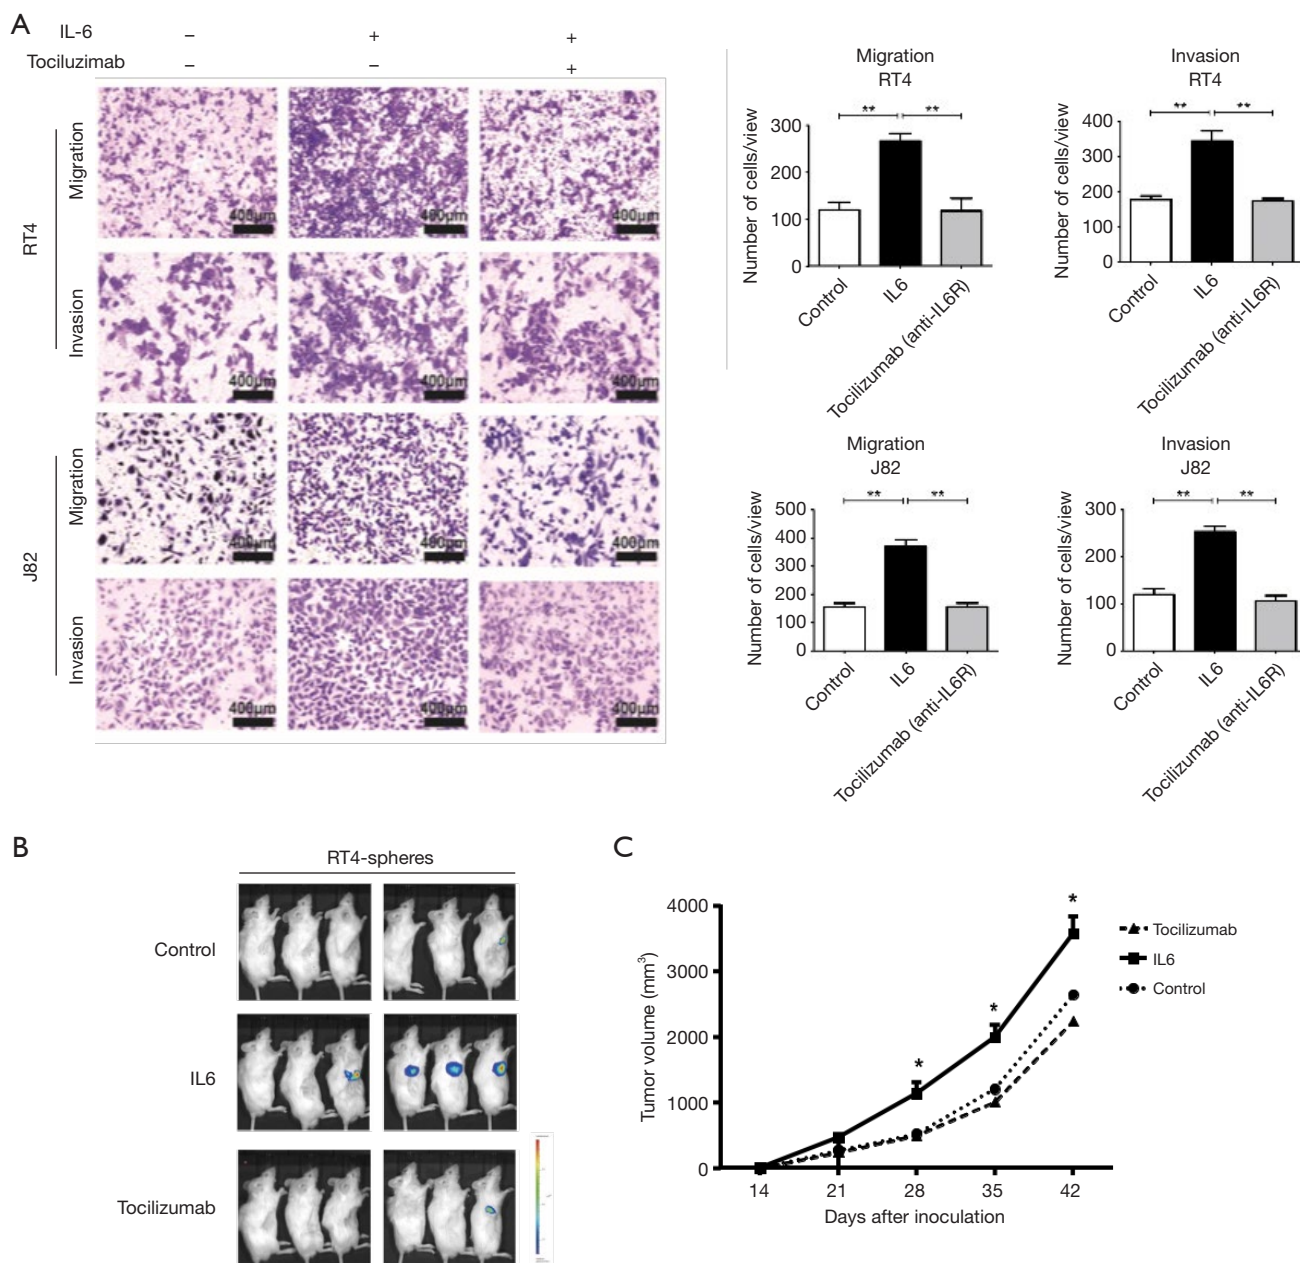 A
IL-6 – + +
Tociluzimab – – +
RT4
Migration
400μm 400μm 400μm
Invasion
400μm 400μm 400μm
J82
Migration
400μm 400μm 400μm
Invasion
400μm 400μm 400μm
Migration
RT4
Number of cells/view
** **
300
200
100
0
Control
IL6
Tocilizumab (anti-IL6R)
Invasion
RT4
Number of cells/view
** **
400
300
200
100
0
Control
IL6
Tocilizumab (anti-IL6R)
Migration
J82
Number of cells/view
** **
500
400
300
200
100
0
Control
IL6
Tocilizumab (anti-IL6R)
Invasion
J82
Number of cells/view
** **
300
200
100
0
Control
IL6
Tocilizumab (anti-IL6R)
B
RT4-spheres
Control
IL6
Tocilizumab
C
Tumor volume (mm³)
4000
3000
2000
1000
0
* * *
14 21 28 35 42
Days after inoculation
Tocilizumab
IL6
Control